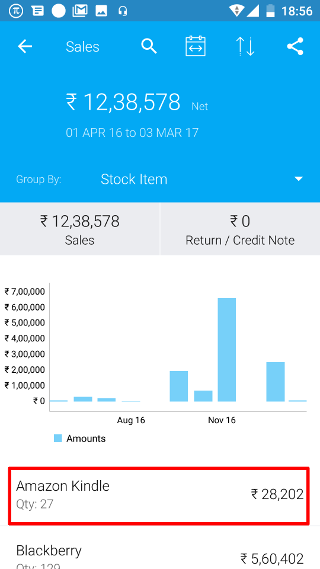 18:56
Sales
₹ 12,38,578 Net
01 APR 16 to 03 MAR 17
Group By: Stock Item
₹ 12,38,578 ₹ 0
Sales Return / Credit Note
₹ 7,00,000
₹ 6,00,000
₹ 5,00,000
₹ 4,00,000
₹ 3,00,000
₹ 2,00,000
₹ 1,00,000
₹ 0
Aug 16 Nov 16
Amounts
Amazon Kindle
₹ 28,202
Qty: 27
Blackberry
₹ 5,60,402
Qty: 129